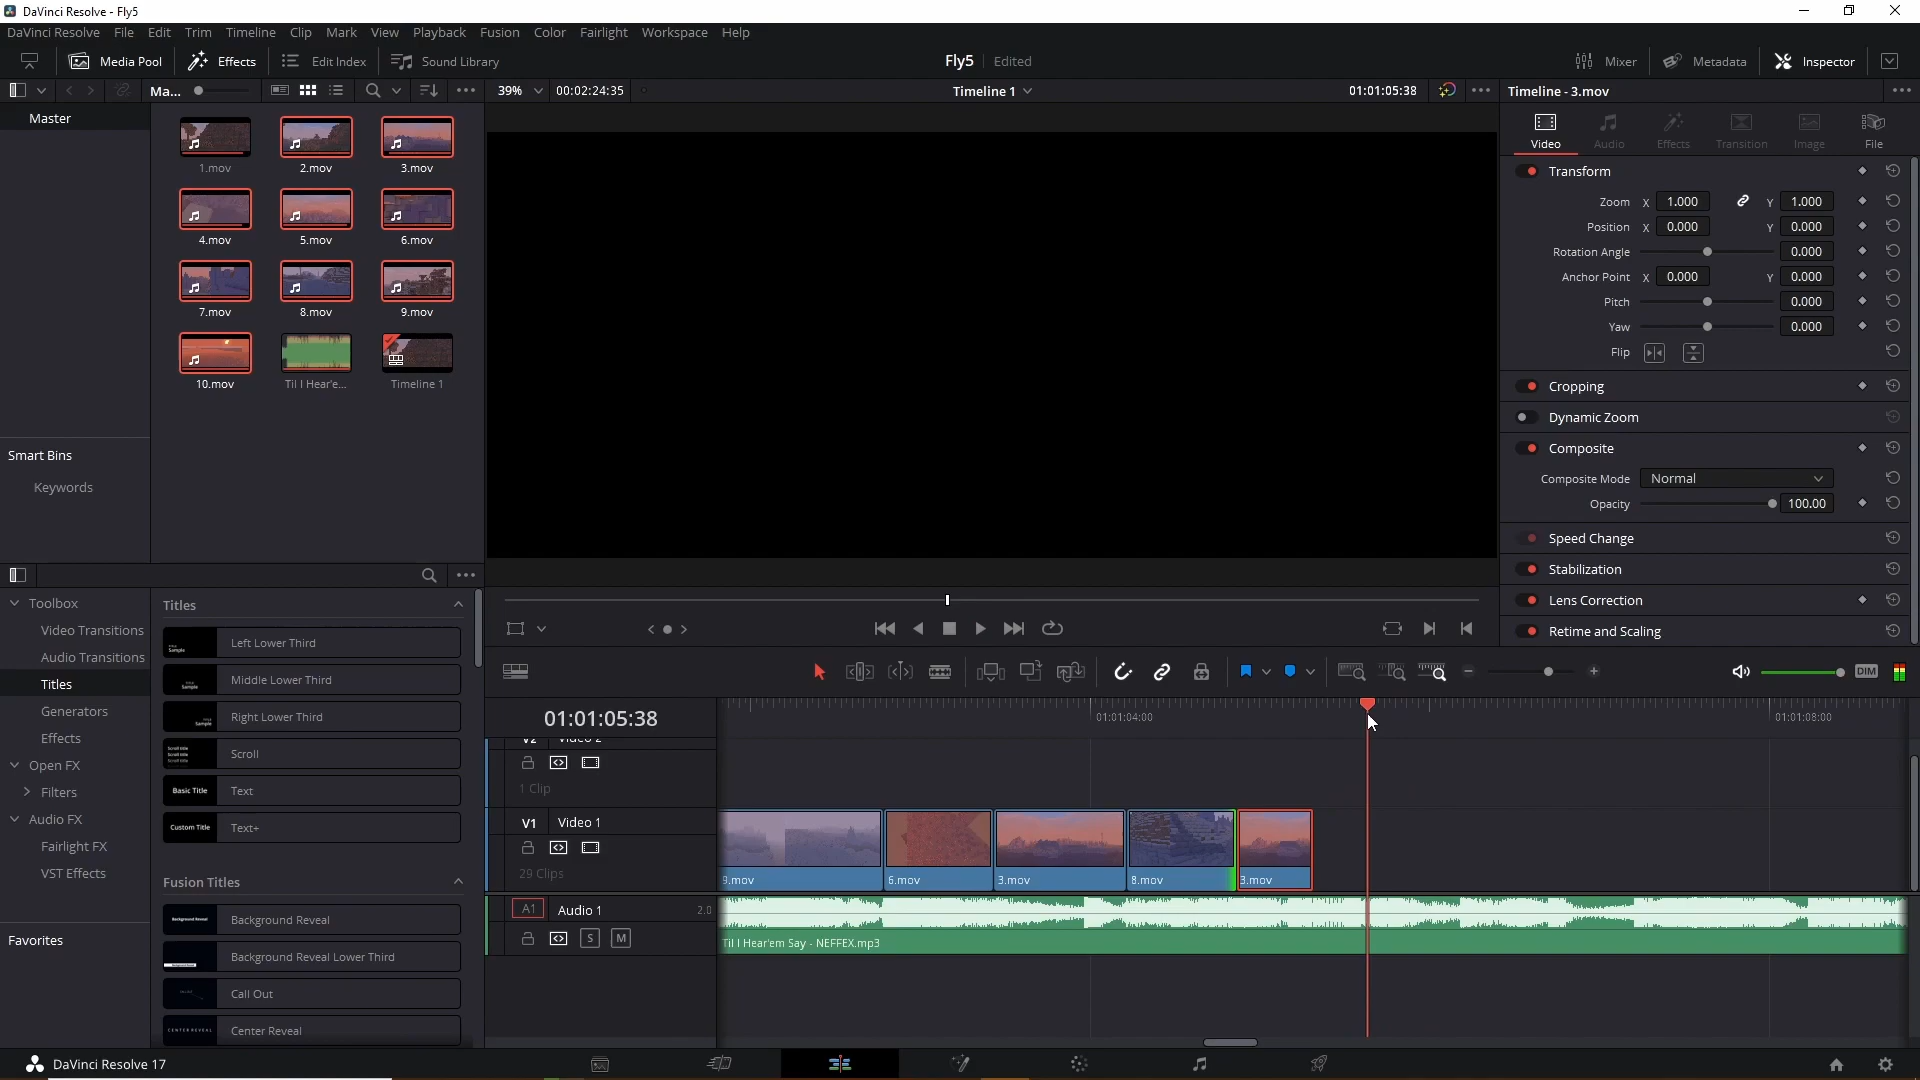 DaVinci Resolve - Fly5
DaVinci Resolve File Edit Trim Timeline Clip Mark View Playback Fusion Color Fairlight Workspace Help
Media Pool Effects Edit Index Sound Library Fly5 Edited Mixer Metadata Inspector
Ma... 39% 00:02:24:35 Timeline 1 01:01:05:38 Timeline - 3.mov
Master
1.mov 2.mov 3.mov
4.mov 5.mov 6.mov
7.mov 8.mov 9.mov
10.mov Til I Hear'e... Timeline 1
Smart Bins
Keywords
Video Audio Effects Transition Image File
Transform
Zoom X 1.000 Y 1.000
Position X 0.000 Y 0.000
Rotation Angle 0.000
Anchor Point X 0.000 Y 0.000
Pitch 0.000
Yaw 0.000
Flip
Cropping
Dynamic Zoom
Composite
Composite Mode Normal
Opacity 100.00
Speed Change
Stabilization
Lens Correction
Retime and Scaling
Toolbox
Video Transitions
Audio Transitions
Titles
Generators
Effects
Open FX
Filters
Audio FX
Fairlight FX
VST Effects
Favorites
Titles
Left Lower Third
Middle Lower Third
Right Lower Third
Scroll
Basic Title Text
Custom Title Text+
Fusion Titles
Background Reveal
Background Reveal Lower Third
Call Out
CENTER REVEAL Center Reveal
DIM
01:01:05:38 01:01:04:00 01:01:08:00
V2 Video 2
1 Clip
V1 Video 1
29 Clips
9.mov 6.mov 3.mov 8.mov 3.mov
A1 Audio 1 2.0
S M
Til I Hear'em Say - NEFFEX.mp3
DaVinci Resolve 17